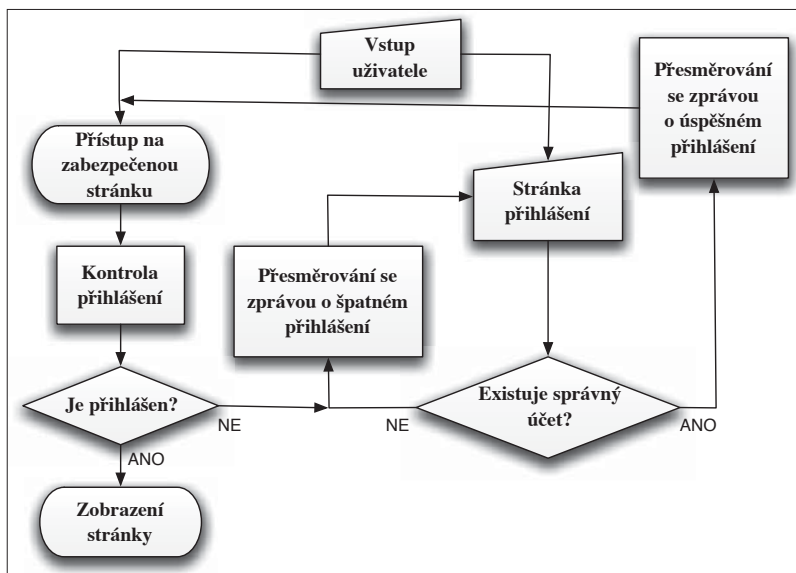 Vstup
uživatele
Přesměrování
se zprávou
o úspěšném
přihlášení
Přístup na
zabezpečenou
stránku
Stránka
přihlášení
Kontrola
přihlášení
Přesměrování se
zprávou o špatném
přihlášení
Je přihlášen?
NE
ANO
Existuje správný
účet?
NE
ANO
Zobrazení
stránky